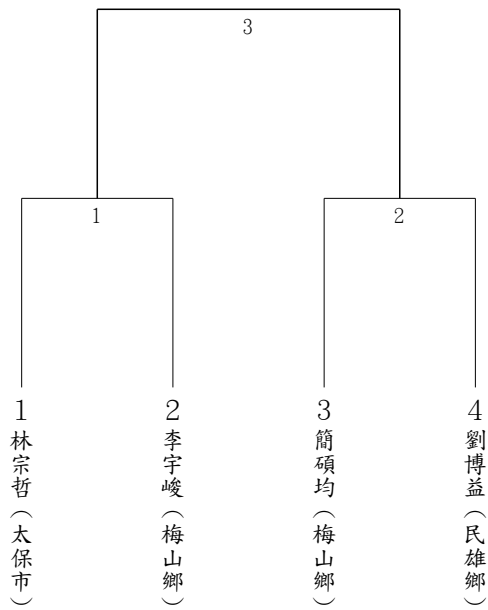 3
1
2
1 林宗哲（太保市）
2 李宇峻（梅山鄉）
3 簡碩均（梅山鄉）
4 劉博益（民雄鄉）